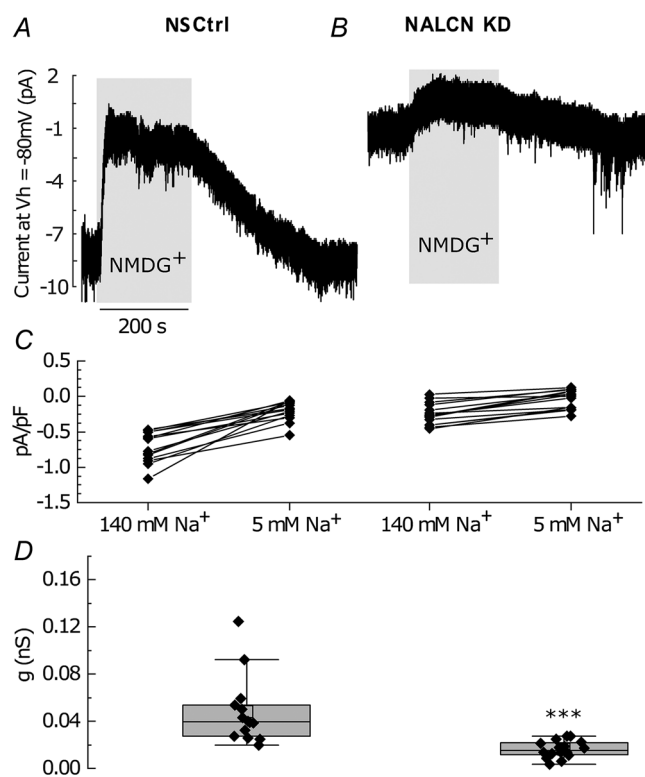 A NSCtrl B NALCN KD
Current at Vh = -80mV (pA)
2
-1
-4
-7
-10
NMDG+
NMDG+
200 s
C
pA/pF
0.5
0.0
-0.5
-1.0
-1.5
140 mM Na+ 5 mM Na+ 140 mM Na+ 5 mM Na+
D
g (nS)
0.16
0.12
0.08
0.04
0.00
***